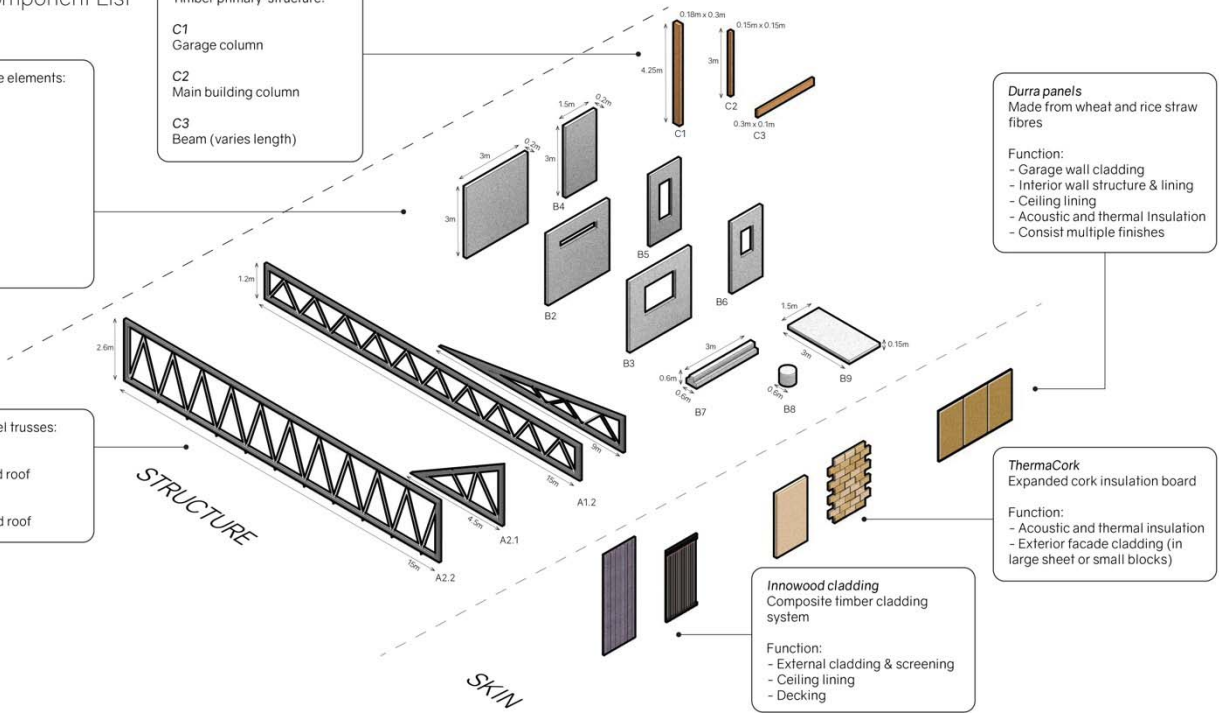 omponent List
Timber primary structure:
C1
Garage column
C2
Main building column
C3
Beam (varies length)
e elements:
0.18m x 0.3m
0.15m x 0.15m
4.25m
3m
C1
C2
0.3m x 0.1m
C3
1.5m
0.2m
3m
B4
3m
0.2m
3m
B5
B2
B6
B3
1.5m
3m
0.15m
B9
3m
0.6m
0.6m
B7
0.6m
B8
1.2m
2.6m
9m
15m
A1.2
4.5m
A2.1
15m
A2.2
el trusses:
d roof
d roof
STRUCTURE
SKIN
Durra panels
Made from wheat and rice straw
fibres
Function:
- Garage wall cladding
- Interior wall structure & lining
- Ceiling lining
- Acoustic and thermal Insulation
- Consist multiple finishes
ThermaCork
Expanded cork insulation board
Function:
- Acoustic and thermal insulation
- Exterior facade cladding (in
large sheet or small blocks)
Innowood cladding
Composite timber cladding
system
Function:
- External cladding & screening
- Ceiling lining
- Decking